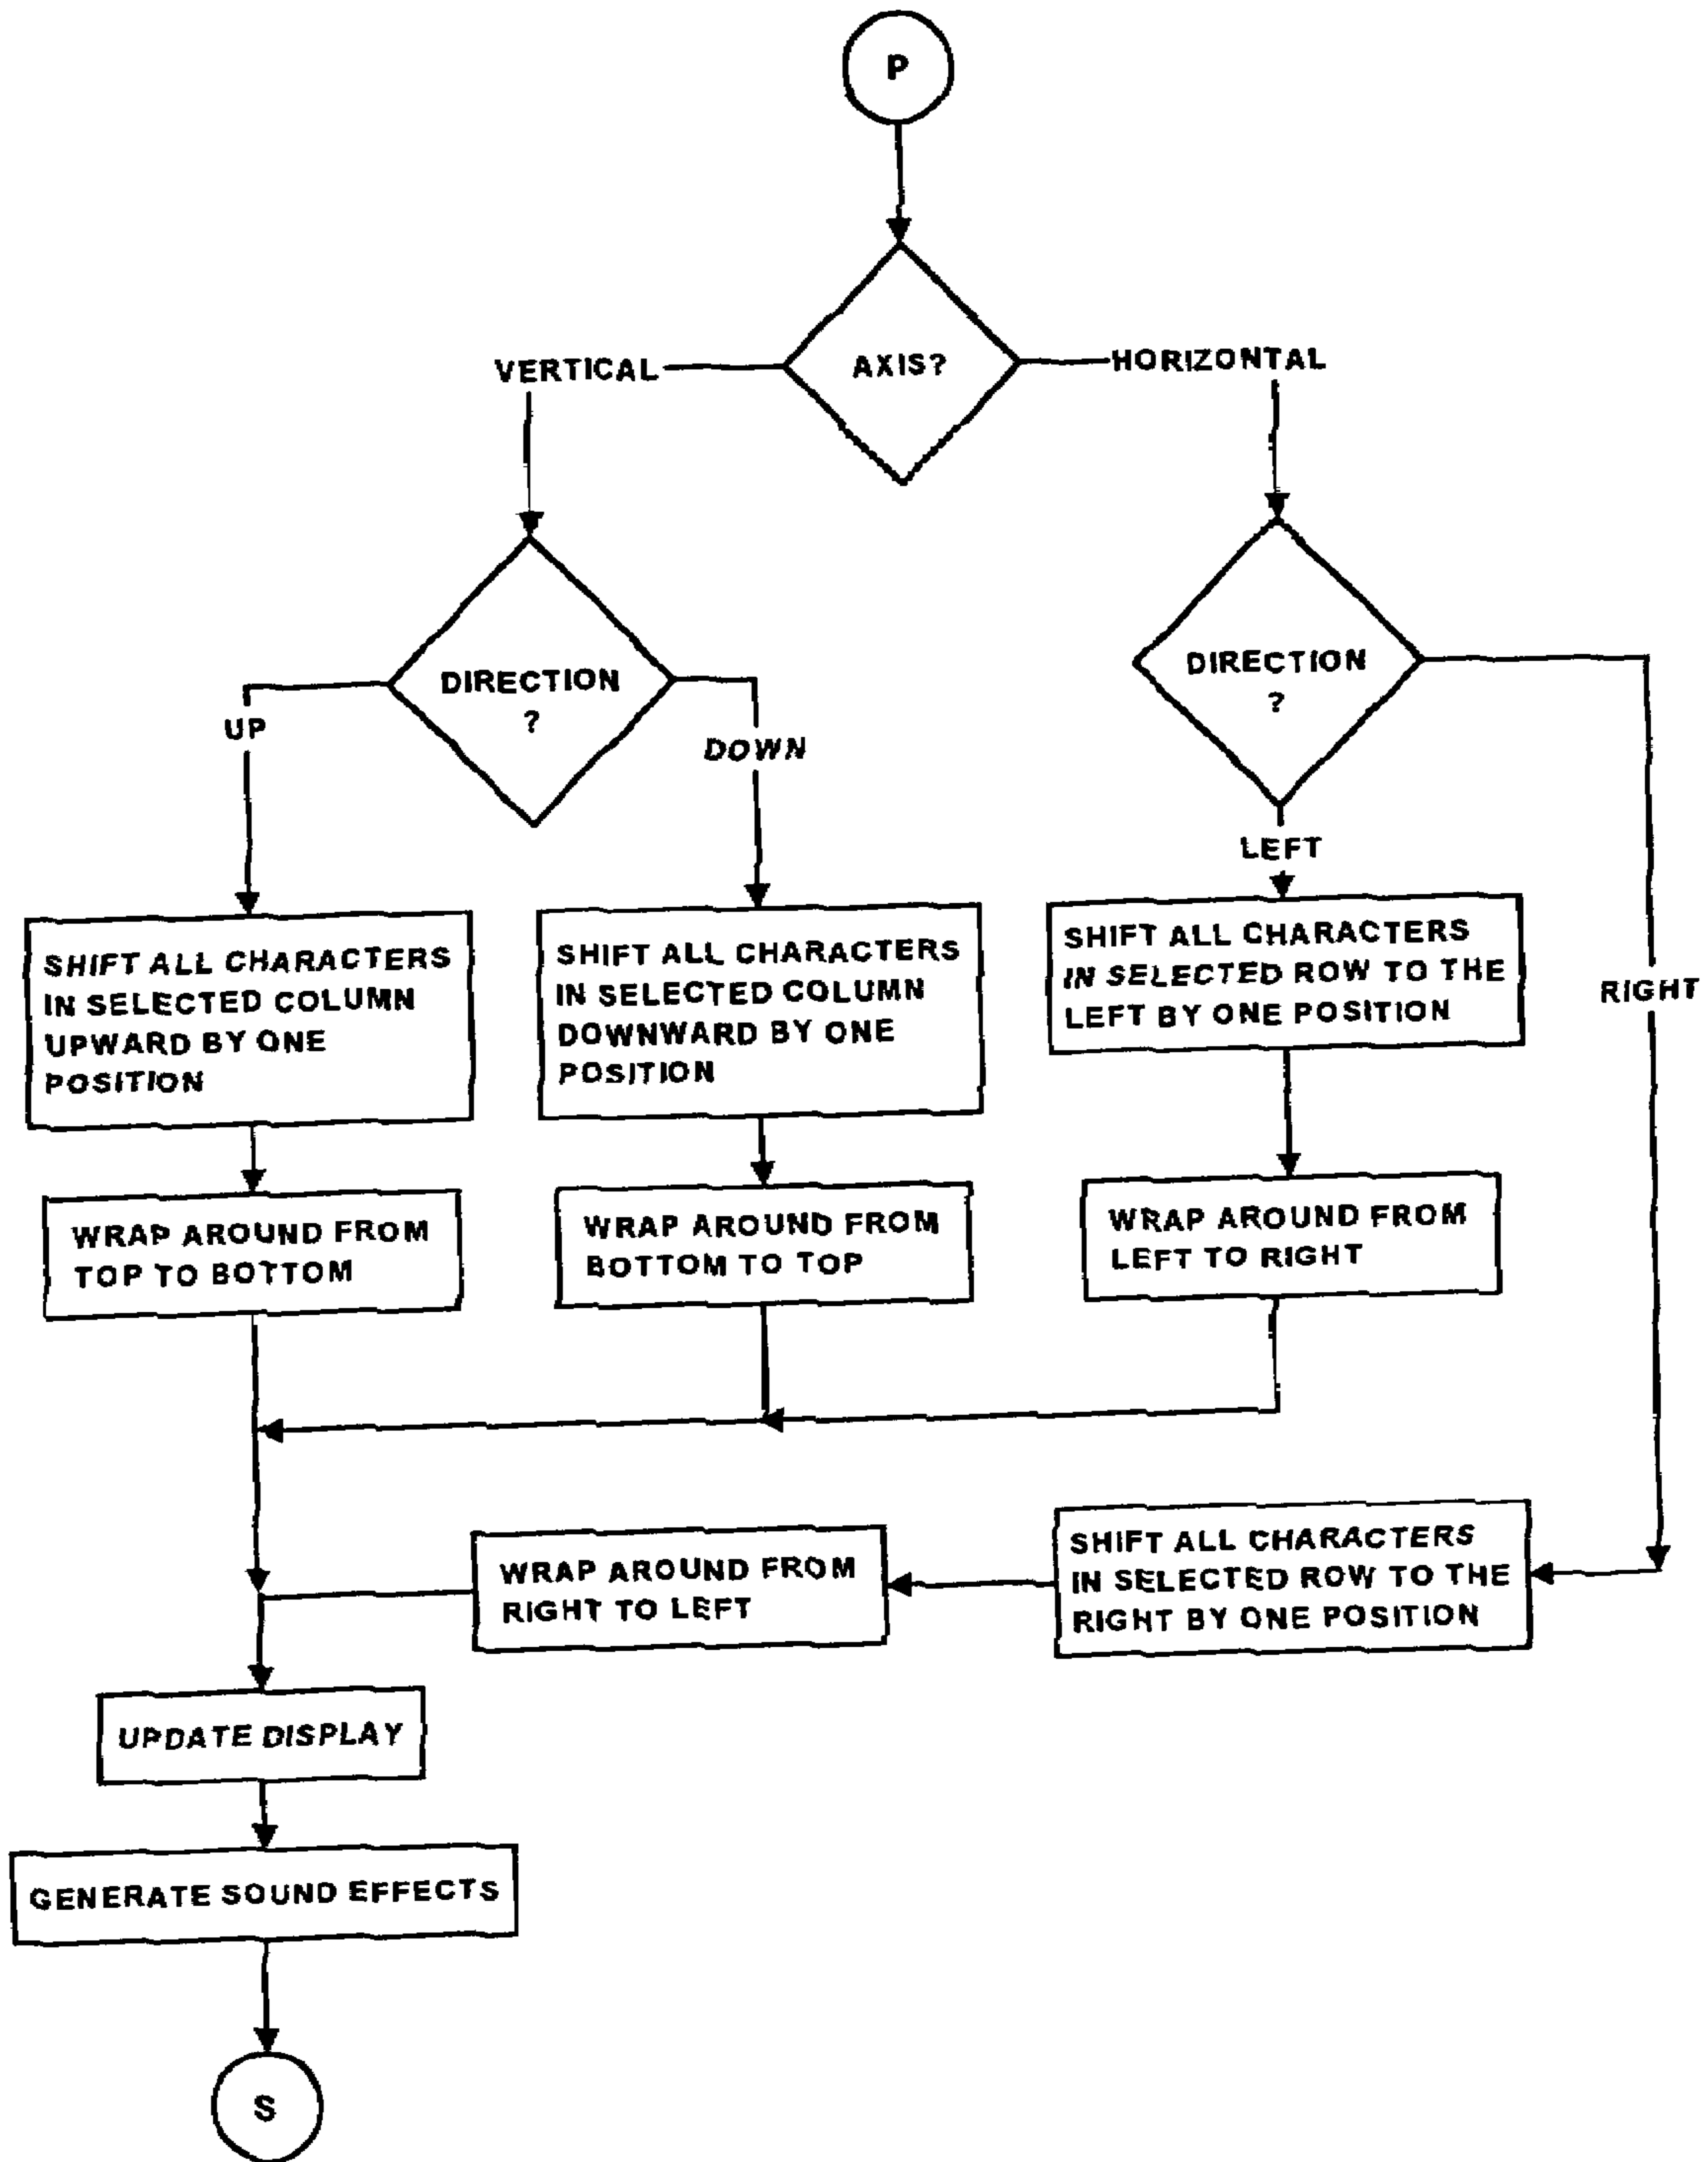 P
AXIS?
VERTICAL
HORIZONTAL
DIRECTION
?
UP
DOWN
DIRECTION
?
LEFT
RIGHT
SHIFT ALL CHARACTERS
IN SELECTED COLUMN
UPWARD BY ONE
POSITION
SHIFT ALL CHARACTERS
IN SELECTED COLUMN
DOWNWARD BY ONE
POSITION
SHIFT ALL CHARACTERS
IN SELECTED ROW TO THE
LEFT BY ONE POSITION
WRAP AROUND FROM
TOP TO BOTTOM
WRAP AROUND FROM
BOTTOM TO TOP
WRAP AROUND FROM
LEFT TO RIGHT
WRAP AROUND FROM
RIGHT TO LEFT
SHIFT ALL CHARACTERS
IN SELECTED ROW TO THE
RIGHT BY ONE POSITION
UPDATE DISPLAY
GENERATE SOUND EFFECTS
S